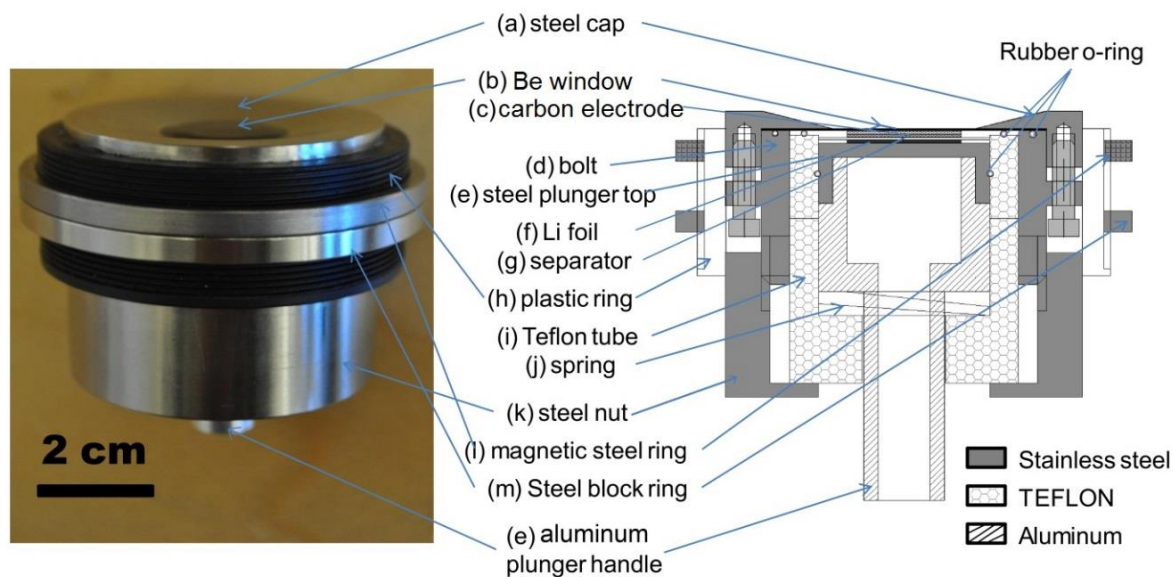 (a) steel cap
Rubber o-ring
(b) Be window
(c) carbon electrode
(d) bolt
(e) steel plunger top
(f) Li foil
(g) separator
(h) plastic ring
(i) Teflon tube
(j) spring
(k) steel nut
(l) magnetic steel ring
(m) Steel block ring
(e) aluminum
plunger handle
2 cm
Stainless steel
TEFLON
Aluminum